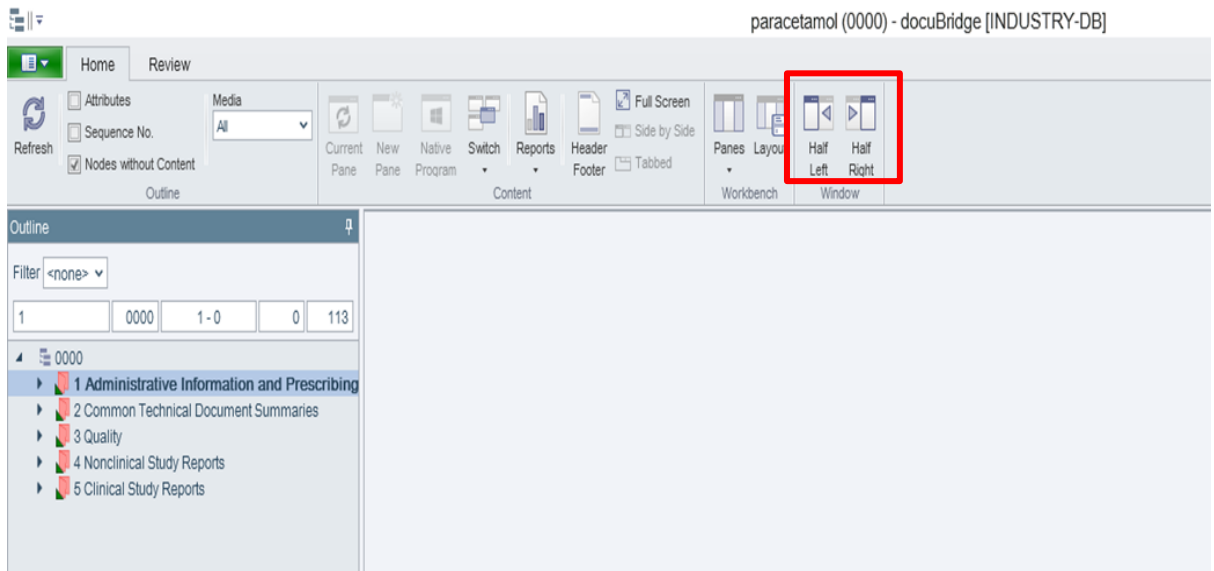 paracetamol (0000) - docuBridge [INDUSTRY-DB]
Home Review
Refresh
Attributes
Sequence No.
Nodes without Content
Media
All
Outline
Current Pane
New Pane
Native Program
Switch
Reports
Header Footer
Full Screen
Side by Side
Tabbed
Content
Panes
Layou
Workbench
Half Left
Half Right
Window
Outline
Filter <none>
1 0000 1 - 0 0 113
0000
1 Administrative Information and Prescribing
2 Common Technical Document Summaries
3 Quality
4 Nonclinical Study Reports
5 Clinical Study Reports